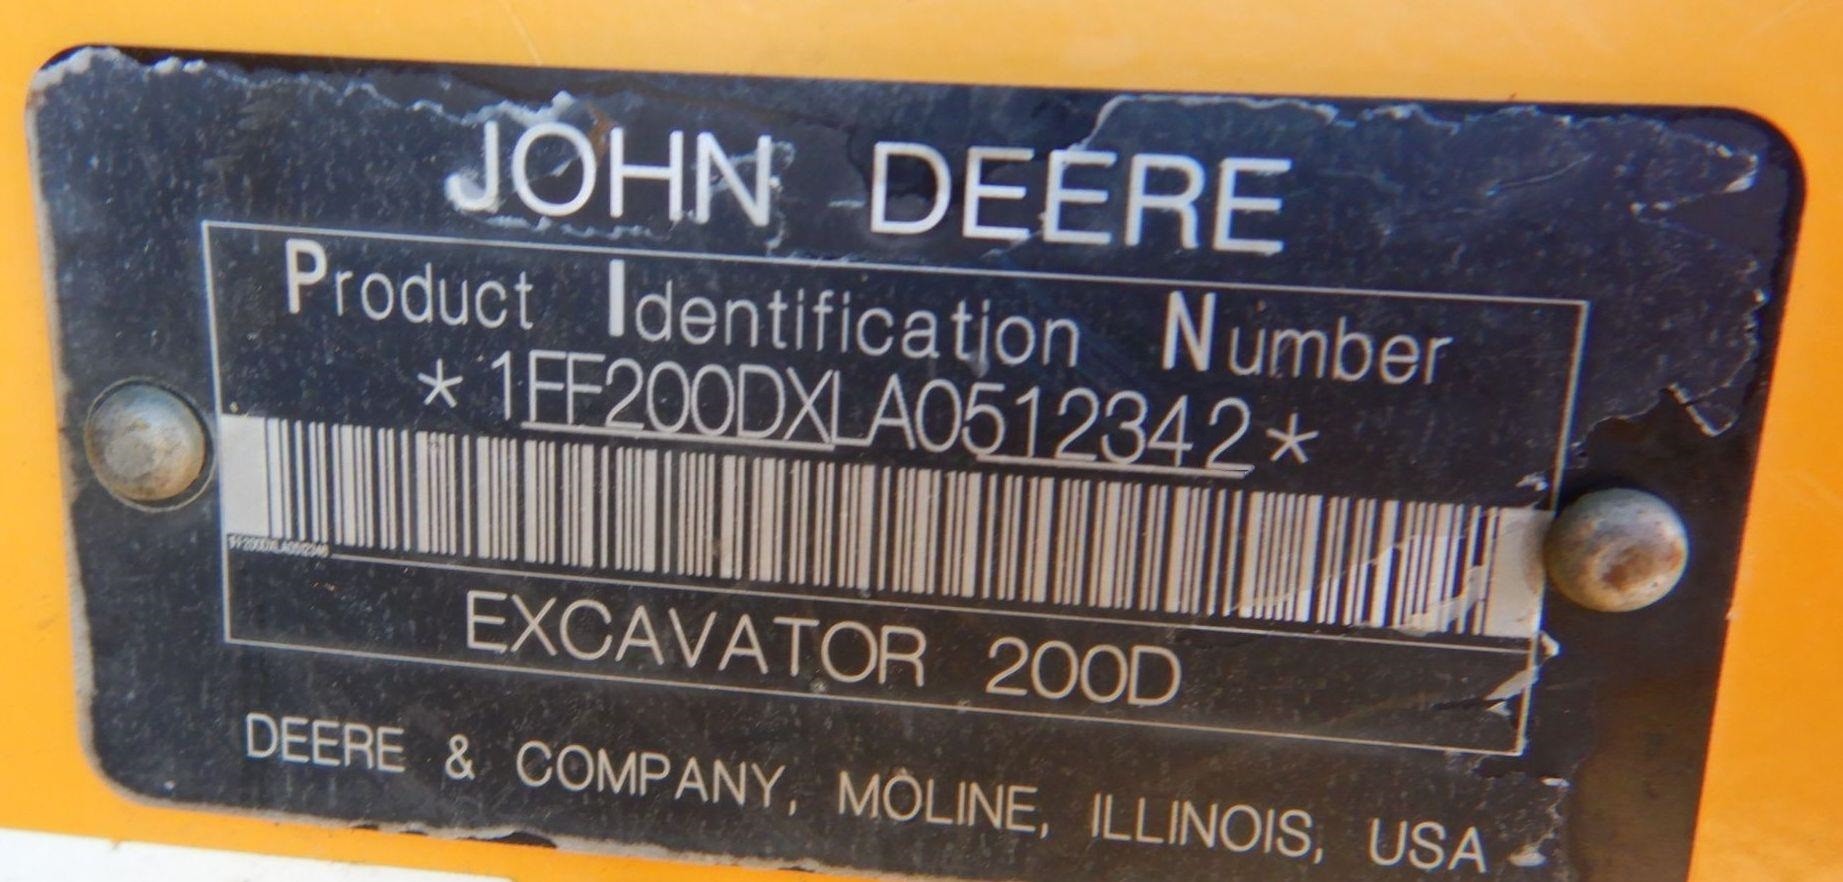 JOHN DEERE
Product Identification Number
*1FF200DXLA0512342*
EXCAVATOR 200D
DEERE & COMPANY, MOLINE, ILLINOIS, USA